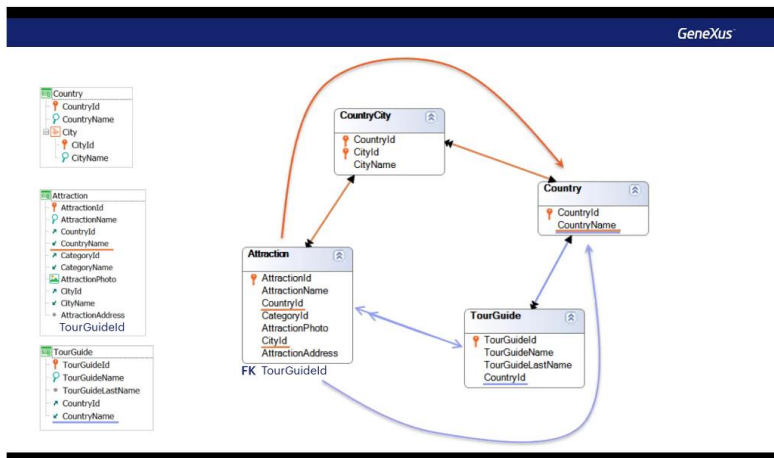 GeneXus
Country
CountryId
CountryName
City
CityId
CityName
Attraction
AttractionId
AttractionName
CountryId
CountryName
CategoryId
CategoryName
AttractionPhoto
CityId
CityName
AttractionAddress
TourGuideId
TourGuide
TourGuideId
TourGuideName
TourGuideLastName
CountryId
CountryName
CountryCity
CountryId
CityId
CityName
Country
CountryId
CountryName
Attraction
AttractionId
AttractionName
CountryId
CategoryId
AttractionPhoto
CityId
AttractionAddress
FK TourGuideId
TourGuide
TourGuideId
TourGuideName
TourGuideLastName
CountryId